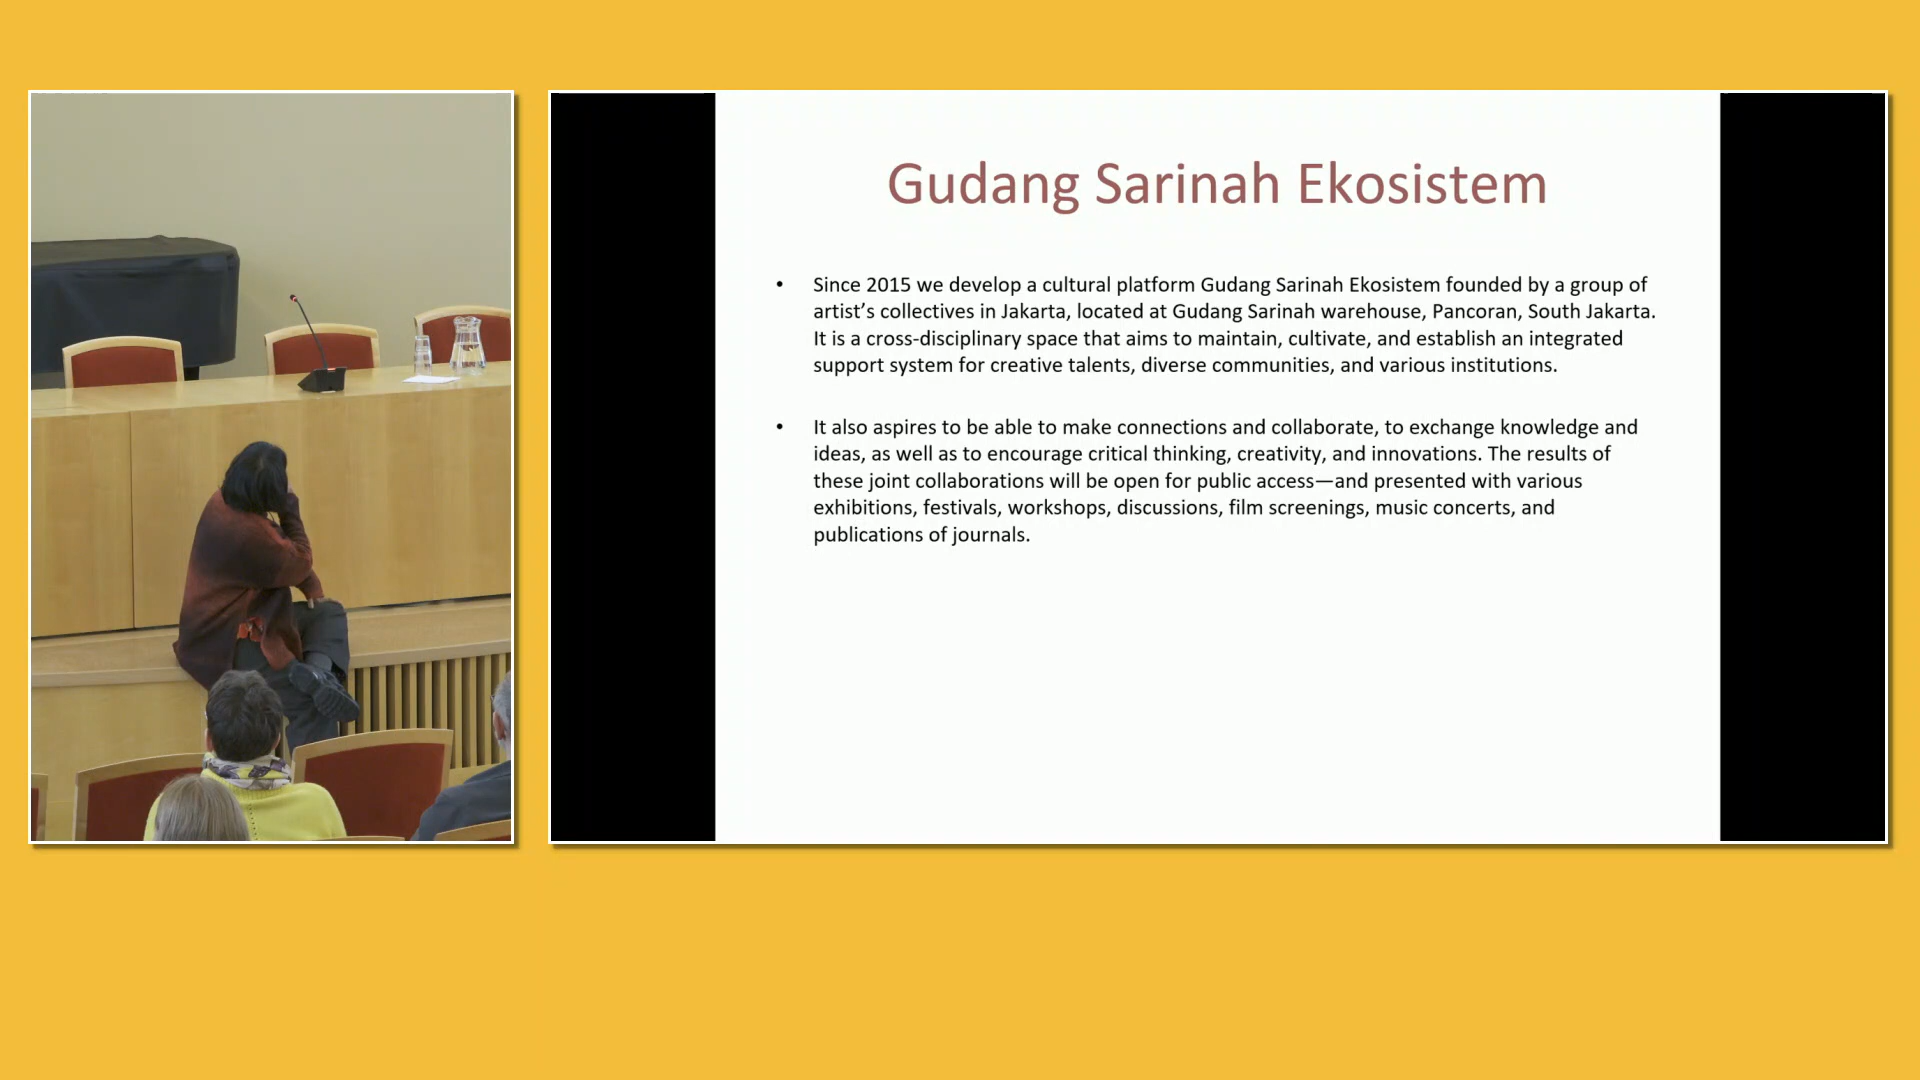 Gudang Sarinah Ekosistem
• Since 2015 we develop a cultural platform Gudang Sarinah Ekosistem founded by a group of
artist’s collectives in Jakarta, located at Gudang Sarinah warehouse, Pancoran, South Jakarta.
It is a cross-disciplinary space that aims to maintain, cultivate, and establish an integrated
support system for creative talents, diverse communities, and various institutions.
• It also aspires to be able to make connections and collaborate, to exchange knowledge and
ideas, as well as to encourage critical thinking, creativity, and innovations. The results of
these joint collaborations will be open for public access—and presented with various
exhibitions, festivals, workshops, discussions, film screenings, music concerts, and
publications of journals.